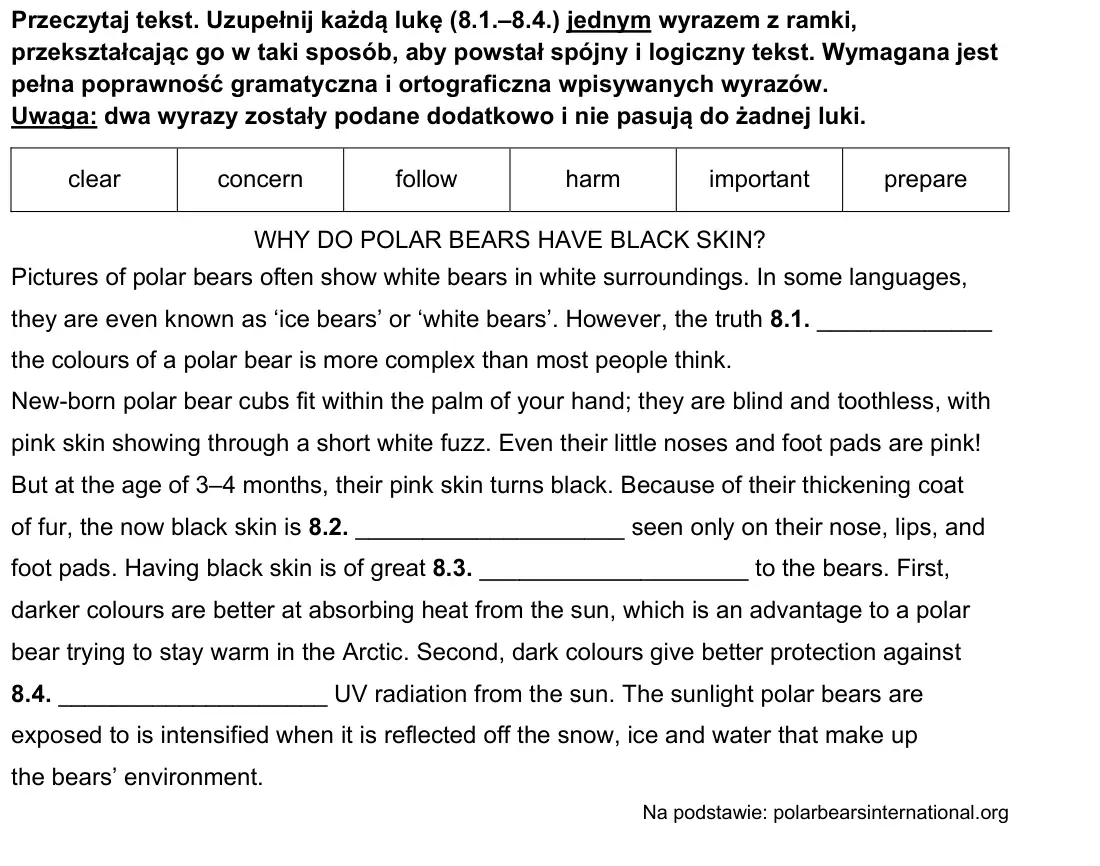 Przeczytaj tekst. Uzupełnij każdą lukę (8.1.–8.4.) jednym wyrazem z ramki,
przekształcając go w taki sposób, aby powstał spójny i logiczny tekst. Wymagana jest
pełna poprawność gramatyczna i ortograficzna wpisywanych wyrazów.
Uwaga: dwa wyrazy zostały podane dodatkowo i nie pasują do żadnej luki.
clear concern follow harm important prepare
WHY DO POLAR BEARS HAVE BLACK SKIN?
Pictures of polar bears often show white bears in white surroundings. In some languages,
they are even known as ‘ice bears’ or ‘white bears’. However, the truth 8.1. _____________
the colours of a polar bear is more complex than most people think.
New-born polar bear cubs fit within the palm of your hand; they are blind and toothless, with
pink skin showing through a short white fuzz. Even their little noses and foot pads are pink!
But at the age of 3–4 months, their pink skin turns black. Because of their thickening coat
of fur, the now black skin is 8.2. ____________________ seen only on their nose, lips, and
foot pads. Having black skin is of great 8.3. ____________________ to the bears. First,
darker colours are better at absorbing heat from the sun, which is an advantage to a polar
bear trying to stay warm in the Arctic. Second, dark colours give better protection against
8.4. ____________________ UV radiation from the sun. The sunlight polar bears are
exposed to is intensified when it is reflected off the snow, ice and water that make up
the bears’ environment.
Na podstawie: polarbearsinternational.org